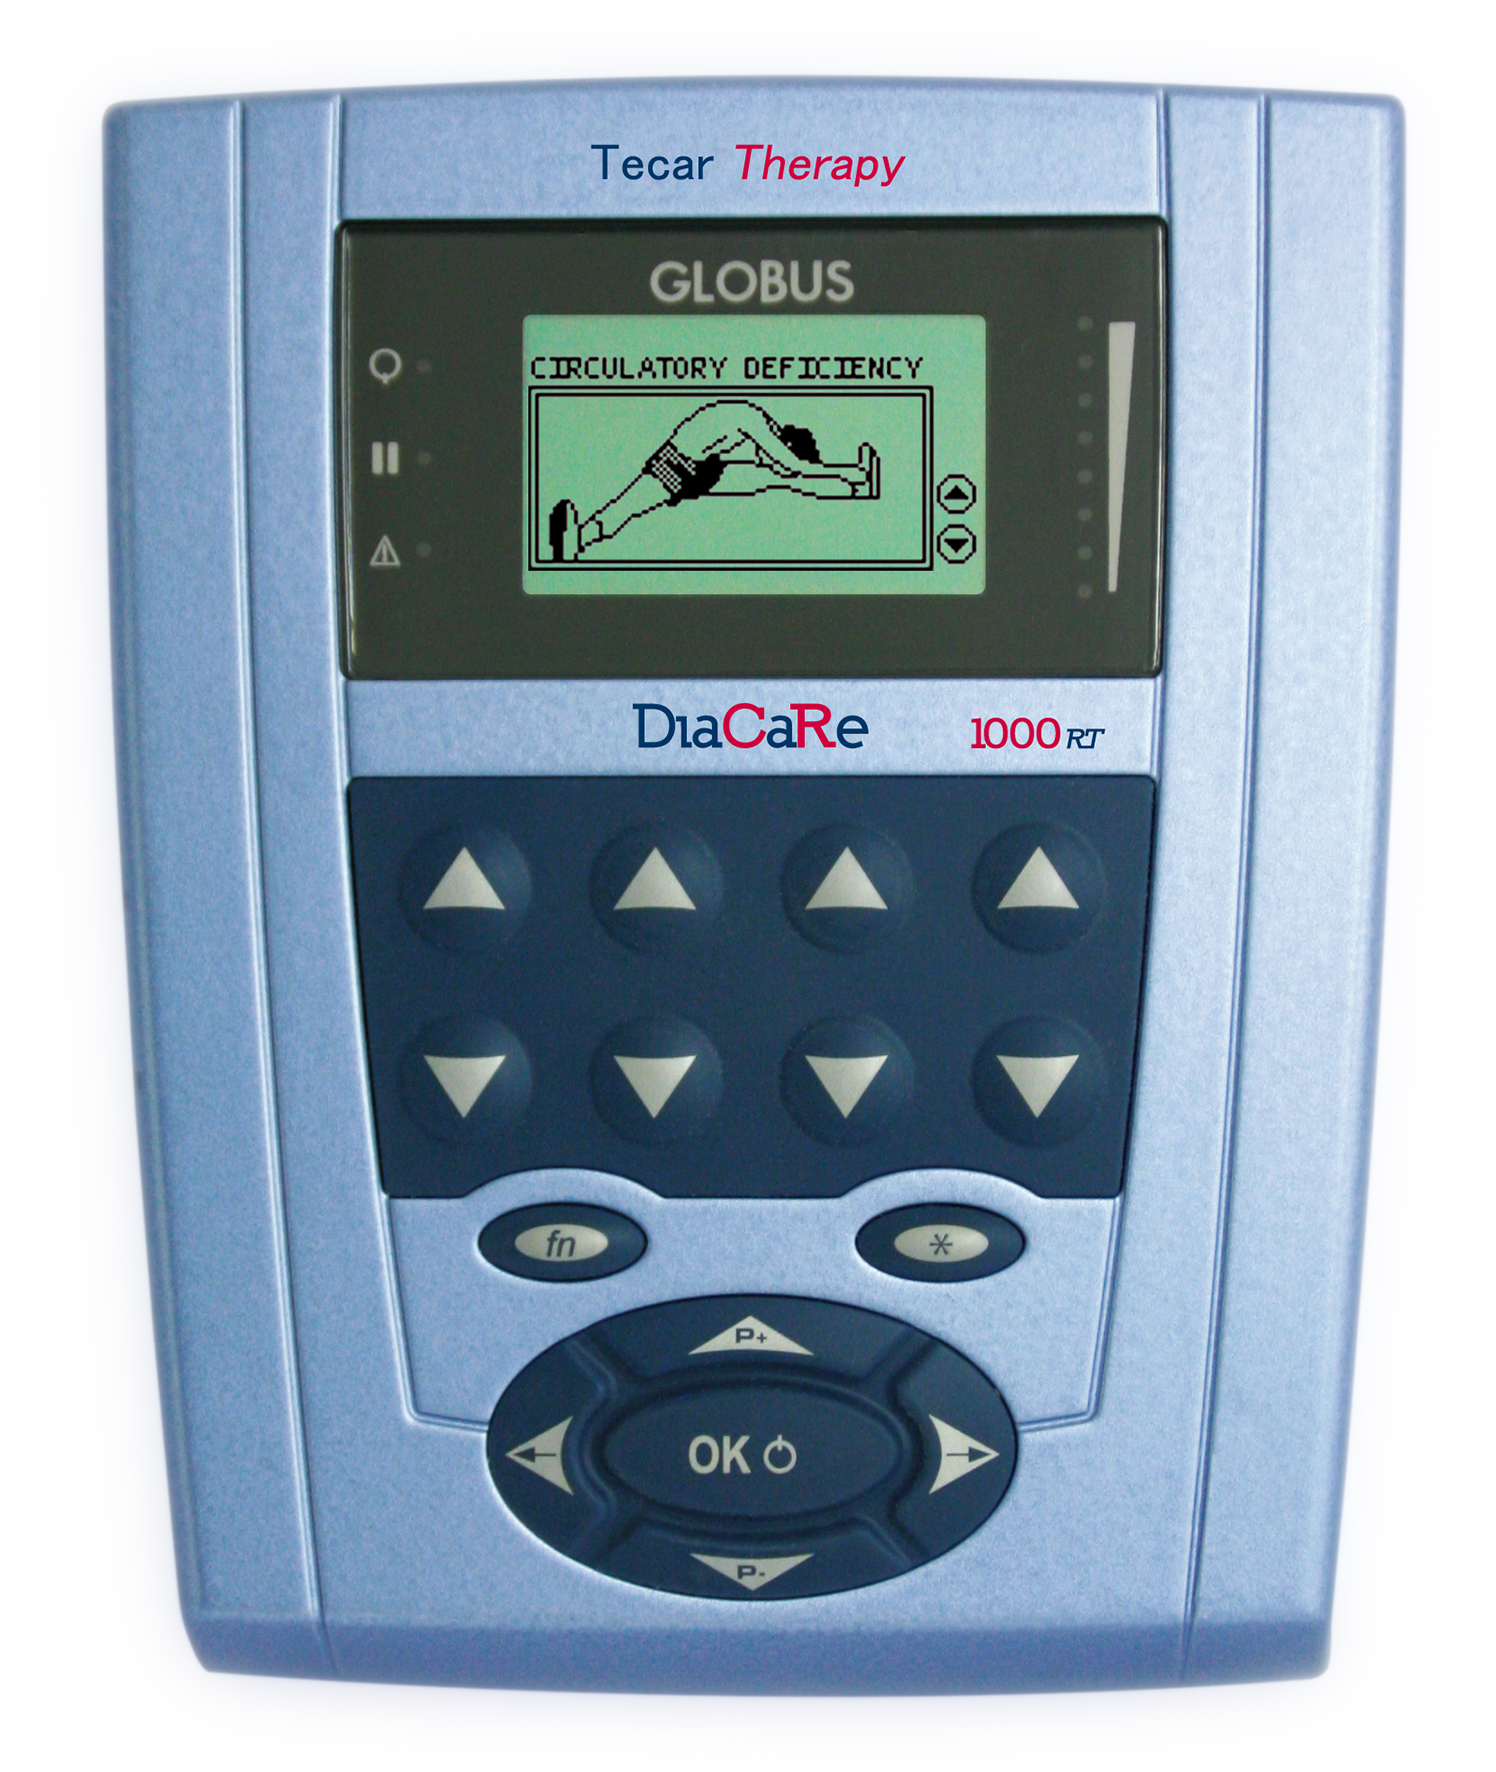 Tecar Therapy
GLOBUS
CIRCULATORY DEFICIENCY
DiaCaRe 1000 RT
fn *
P+
OK
P-